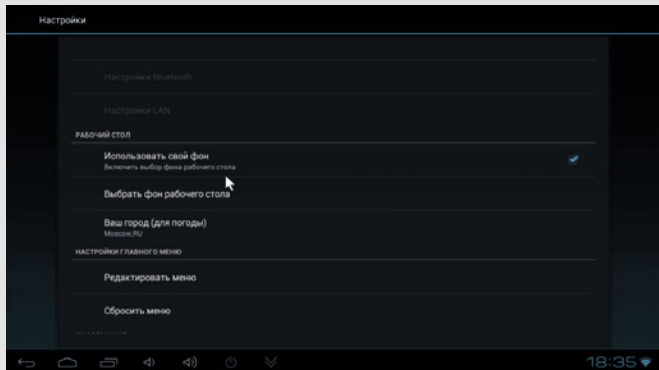 Настройки
Настройки Bluetooth
Настройки LAN
РАБОЧИЙ СТОЛ
Использовать свой фон
Включить выбор фона рабочего стола
Выбрать фон рабочего стола
Ваш город (для погоды)
Moscow,RU
НАСТРОЙКИ ГЛАВНОГО МЕНЮ
Редактировать меню
Сбросить меню
18:35